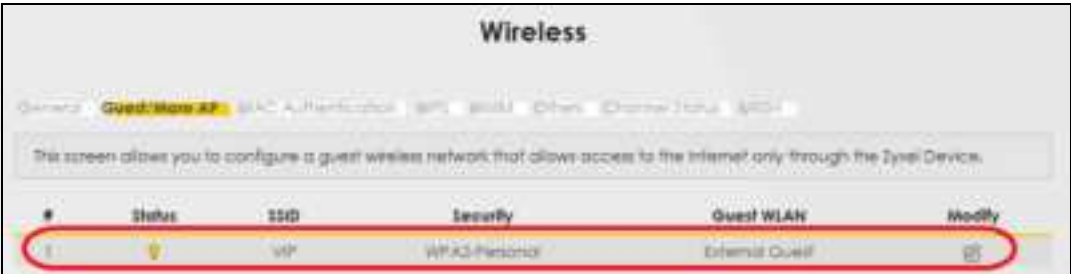 Wireless
General Guest/More AP MAC Authentication WPS WMM Others Channel Status MESH
This screen allows you to configure a guest wireless network that allows access to the Internet only through the Zyxel Device.
# Status SSID Security Guest WLAN Modify
1 VIP WPA2-Personal External Guest